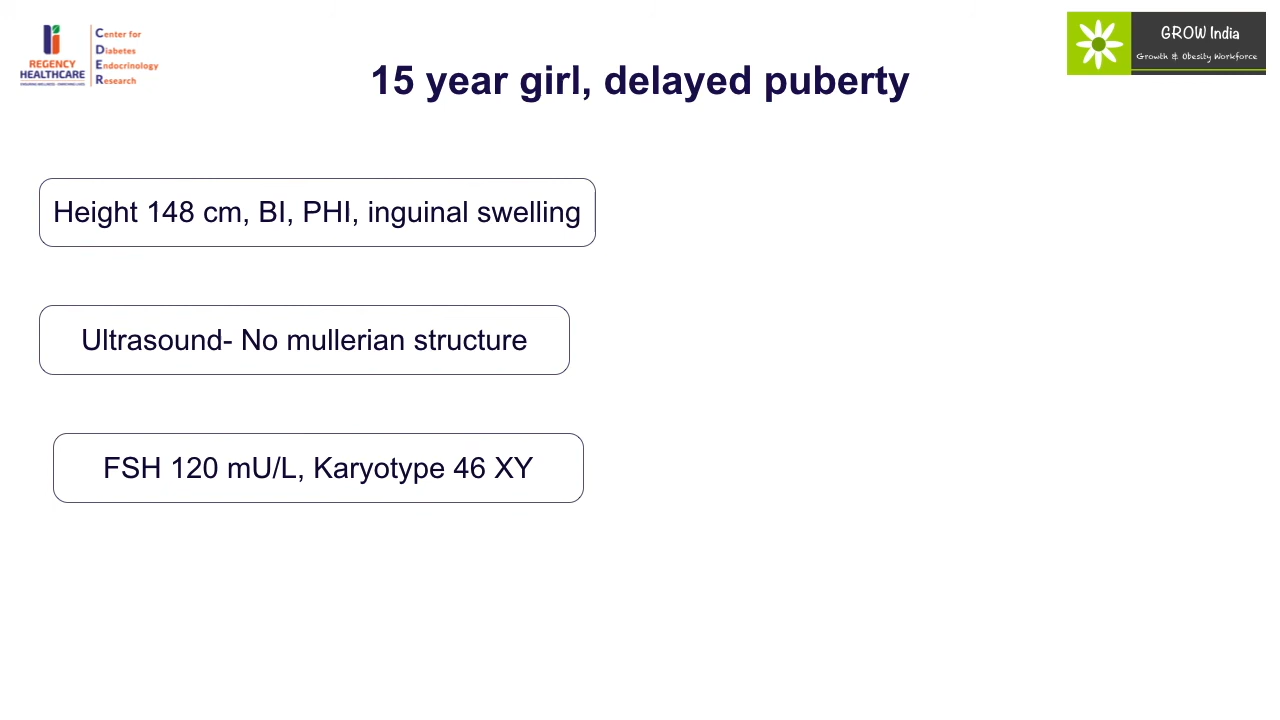 REGENCY
HEALTHCARE
Center for
Diabetes
Endocrinology
Research
GROW India
Growth & Obesity Workforce
15 year girl, delayed puberty
Height 148 cm, BI, PHI, inguinal swelling
Ultrasound- No mullerian structure
FSH 120 mU/L, Karyotype 46 XY